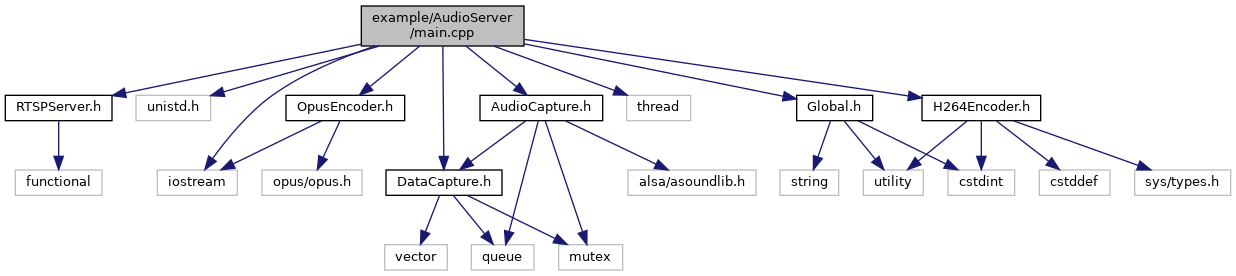 example/AudioServer
/main.cpp
RTSPServer.h
unistd.h
OpusEncoder.h
AudioCapture.h
thread
Global.h
H264Encoder.h
functional
iostream
opus/opus.h
DataCapture.h
alsa/asoundlib.h
string
utility
cstdint
cstddef
sys/types.h
vector
queue
mutex